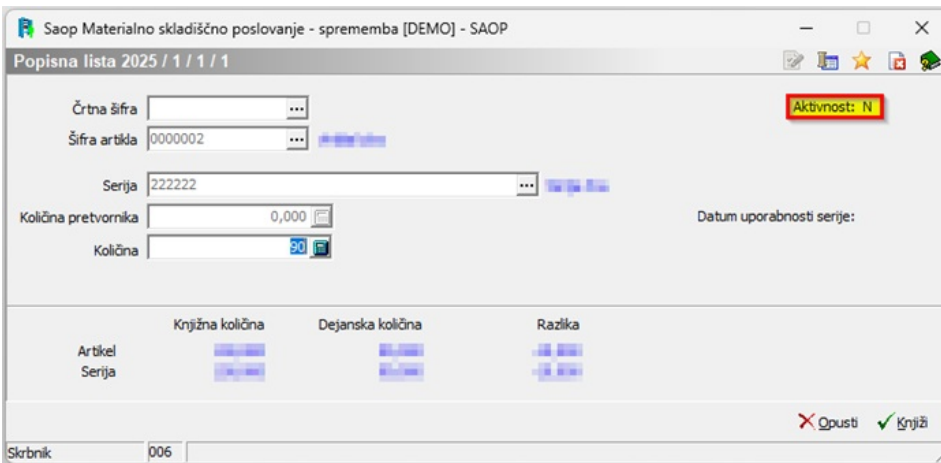 Saop Materialno skladiščno poslovanje - sprememba [DEMO] - SAOP
Popisna lista 2025 / 1 / 1 / 1
Črtna šifra
Aktivnost: N
Šifra artikla 0000002
Serija 222222
Količina pretvornika 0,000
Datum uporabnosti serije:
Količina 90
Knjižna količina Dejanska količina Razlika
Artikel
Serija
Opusti Knjiži
Skrbnik 006